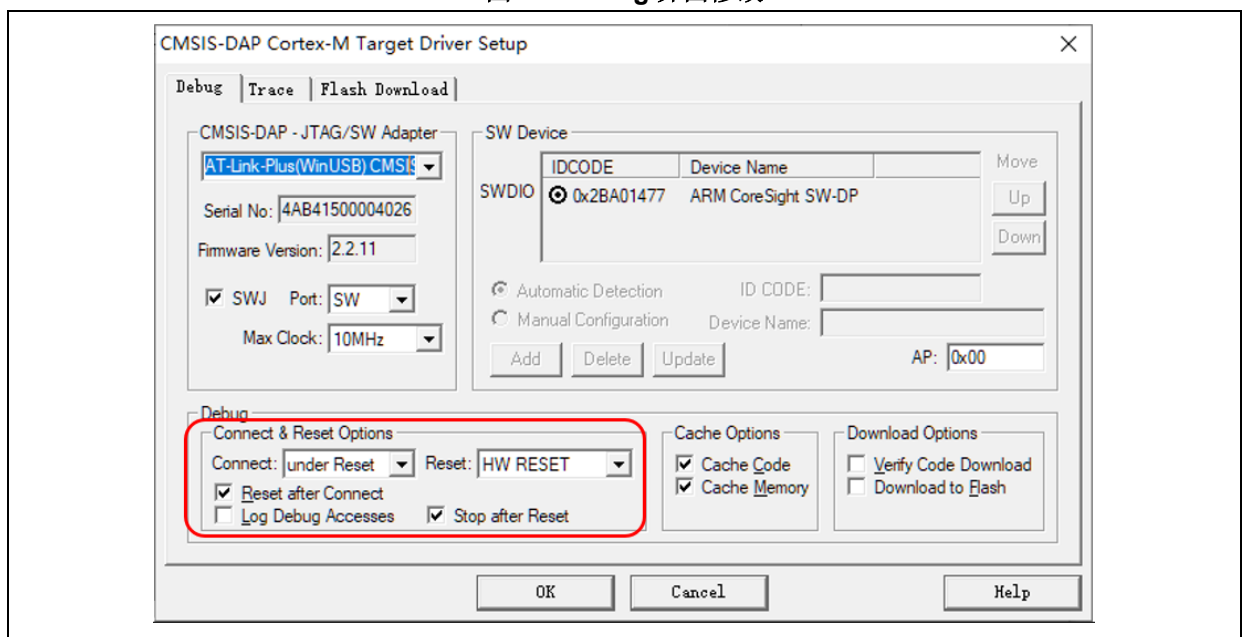 CMSIS-DAP Cortex-M Target Driver Setup
Debug Trace Flash Download
CMSIS-DAP - JTAG/SW Adapter
AT-Link-Plus(WinUSB) CMSIS
Serial No: 4AB41500004026
Firmware Version: 2.2.11
SWJ Port: SW
Max Clock: 10MHz
SW Device
IDCODE Device Name
SWDIO 0x2BA01477 ARM CoreSight SW-DP
Move
Up
Down
Automatic Detection ID CODE:
Manual Configuration Device Name:
Add Delete Update AP: 0x00
Debug
Connect & Reset Options
Connect: under Reset Reset: HW RESET
Reset after Connect
Log Debug Accesses Stop after Reset
Cache Options
Cache Code
Cache Memory
Download Options
Verify Code Download
Download to Flash
OK Cancel Help